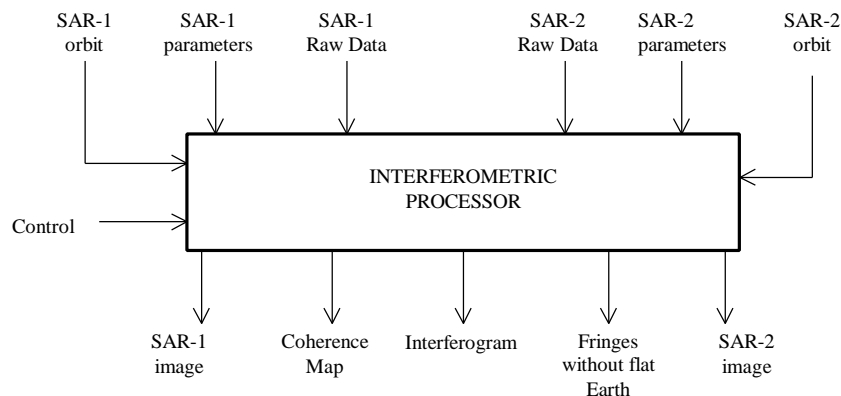 SAR-1
orbit
SAR-1
parameters
SAR-1
Raw Data
SAR-2
Raw Data
SAR-2
parameters
SAR-2
orbit
INTERFEROMETRIC
PROCESSOR
Control
SAR-1
image
Coherence
Map
Interferogram
Fringes
without flat
Earth
SAR-2
image